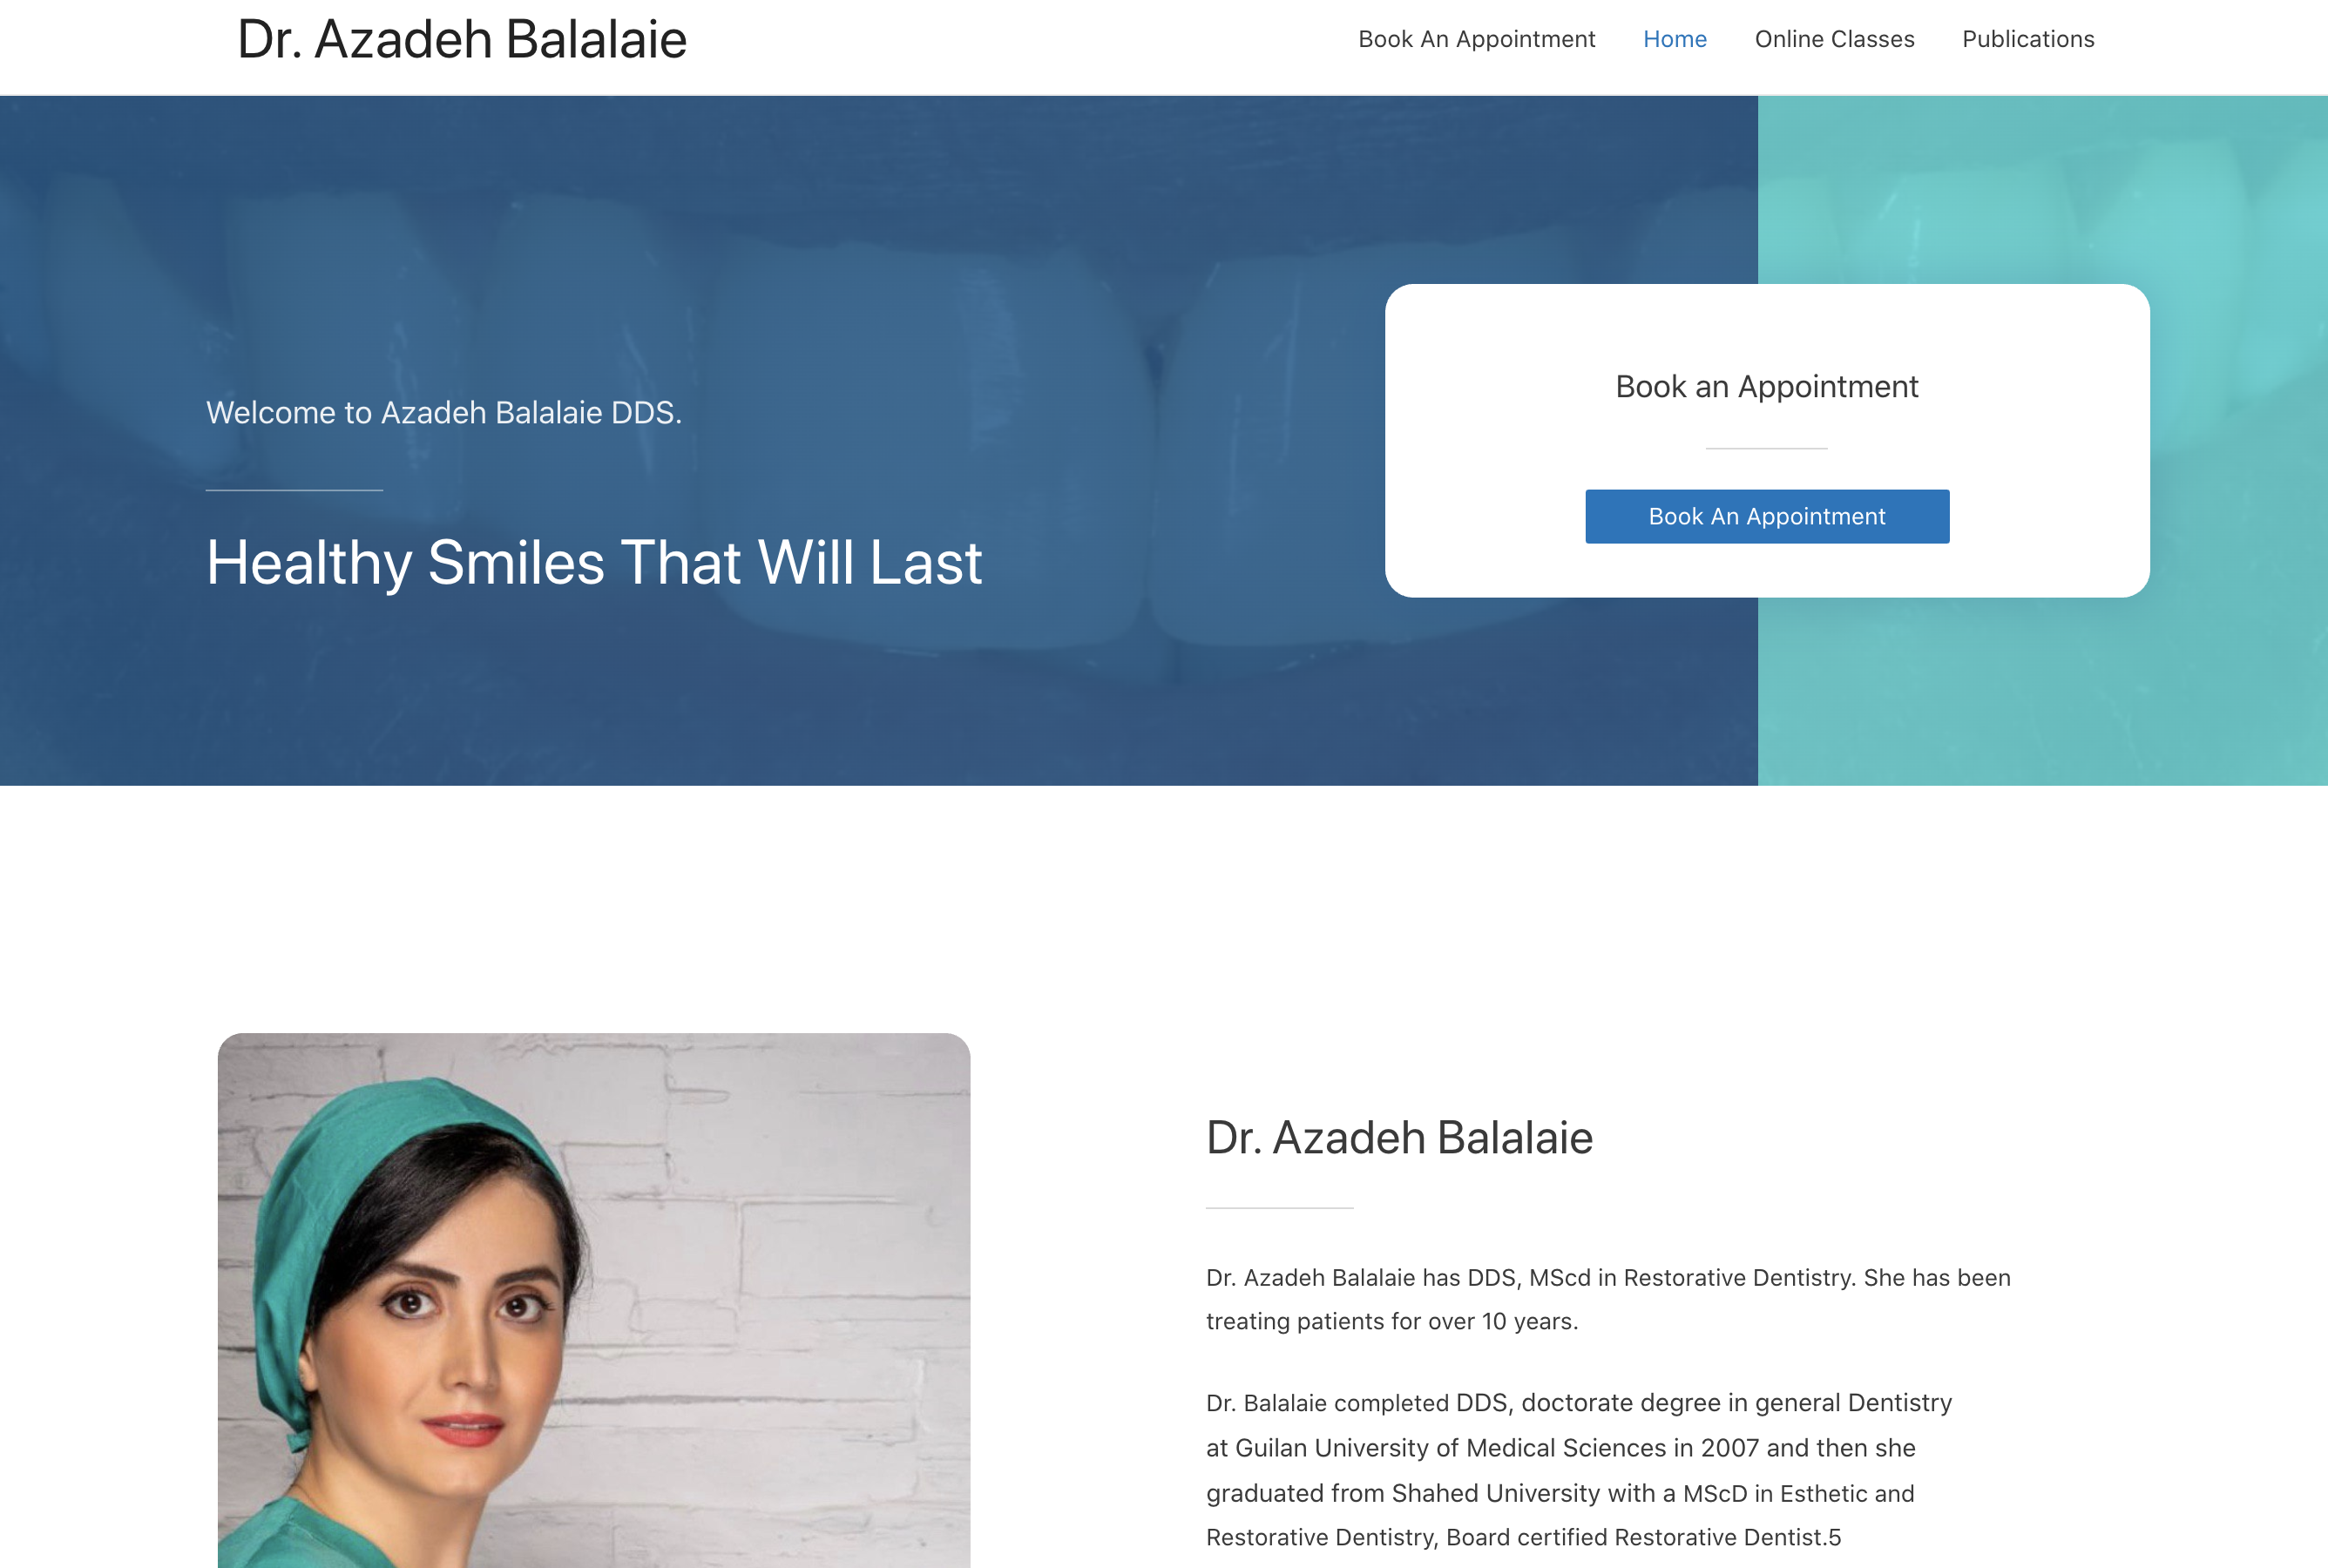 Dr. Azadeh Balalaie
Book An Appointment
Home
Online Classes
Publications
Welcome to Azadeh Balalaie DDS.
Healthy Smiles That Will Last
Book an Appointment
Book An Appointment
Dr. Azadeh Balalaie
Dr. Azadeh Balalaie has DDS, MScd in Restorative Dentistry. She has been
treating patients for over 10 years.
Dr. Balalaie completed DDS, doctorate degree in general Dentistry
at Guilan University of Medical Sciences in 2007 and then she
graduated from Shahed University with a MScD in Esthetic and
Restorative Dentistry, Board certified Restorative Dentist.5